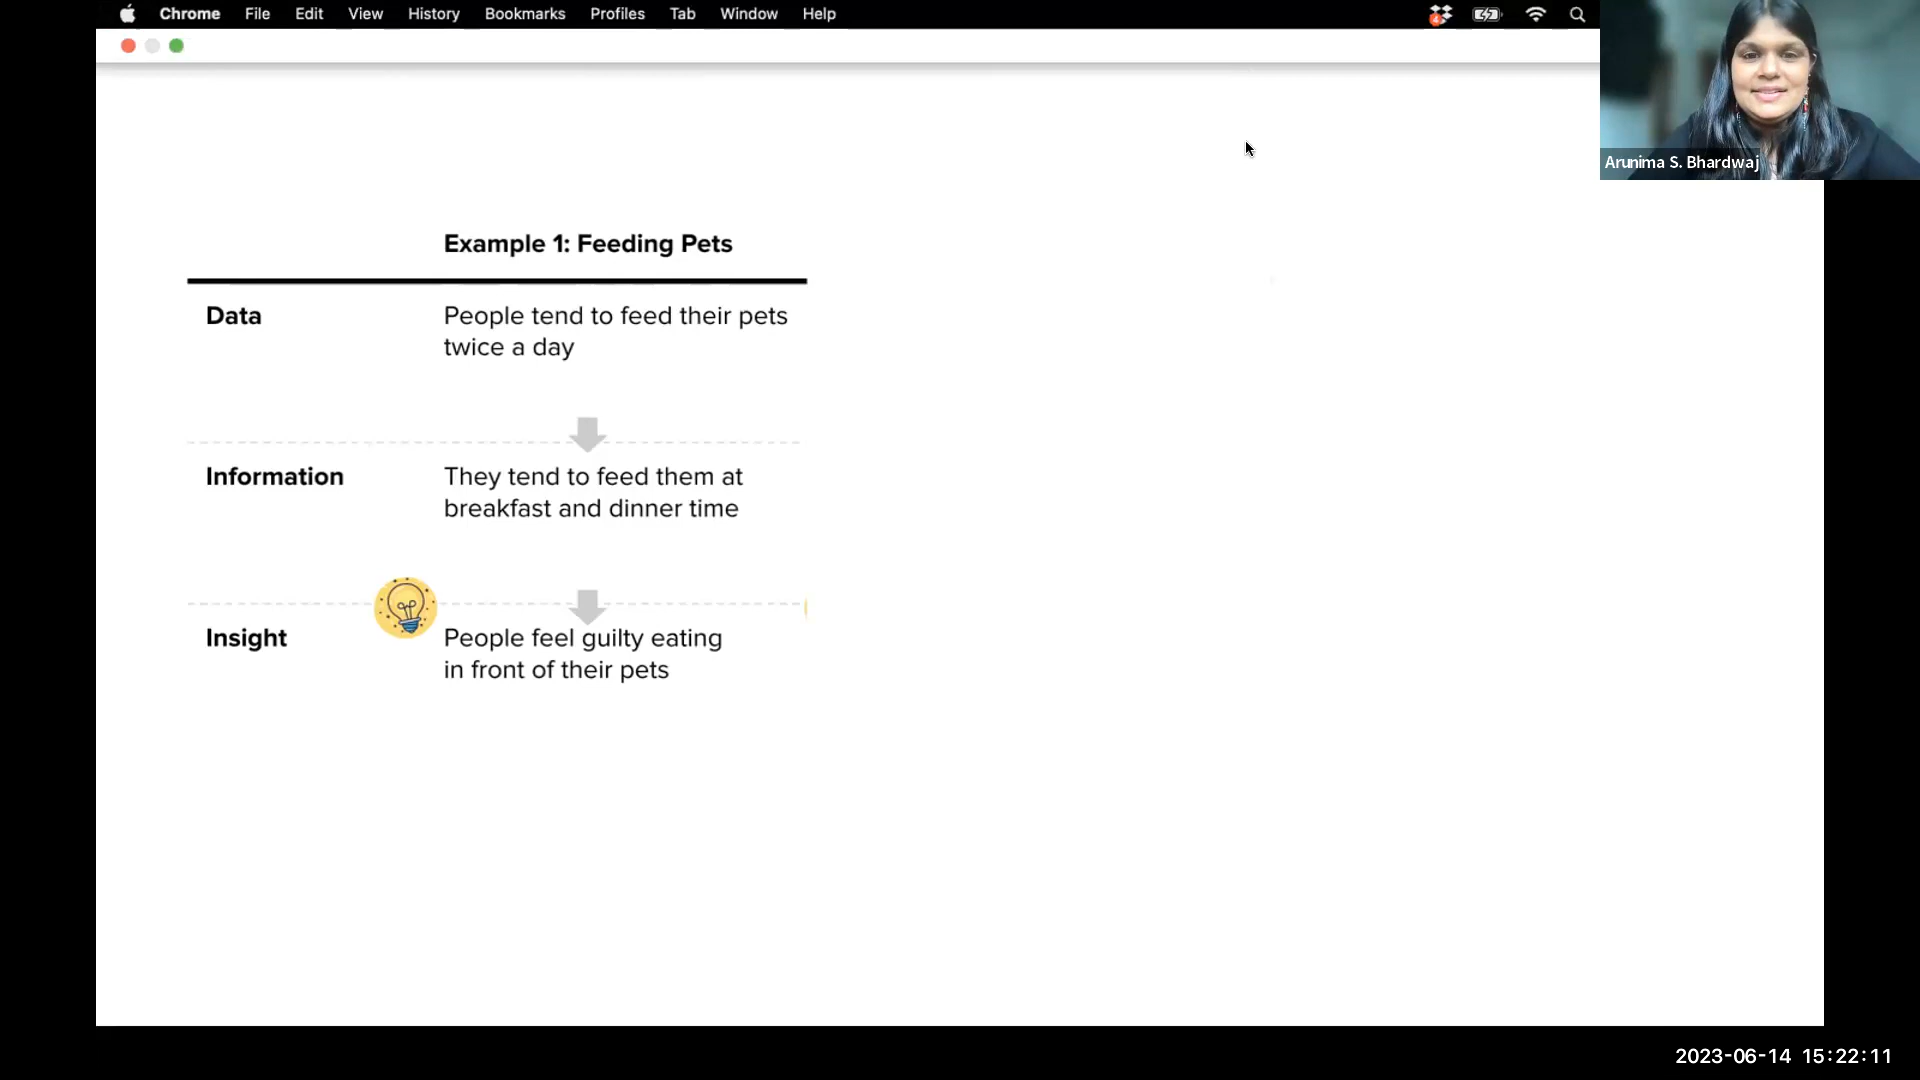 Chrome File Edit View History Bookmarks Profiles Tab Window Help
4
Arunima S. Bhardwaj
Example 1: Feeding Pets
Data
People tend to feed their pets
twice a day
Information
They tend to feed them at
breakfast and dinner time
Insight
People feel guilty eating
in front of their pets
2023-06-14 15:22:11